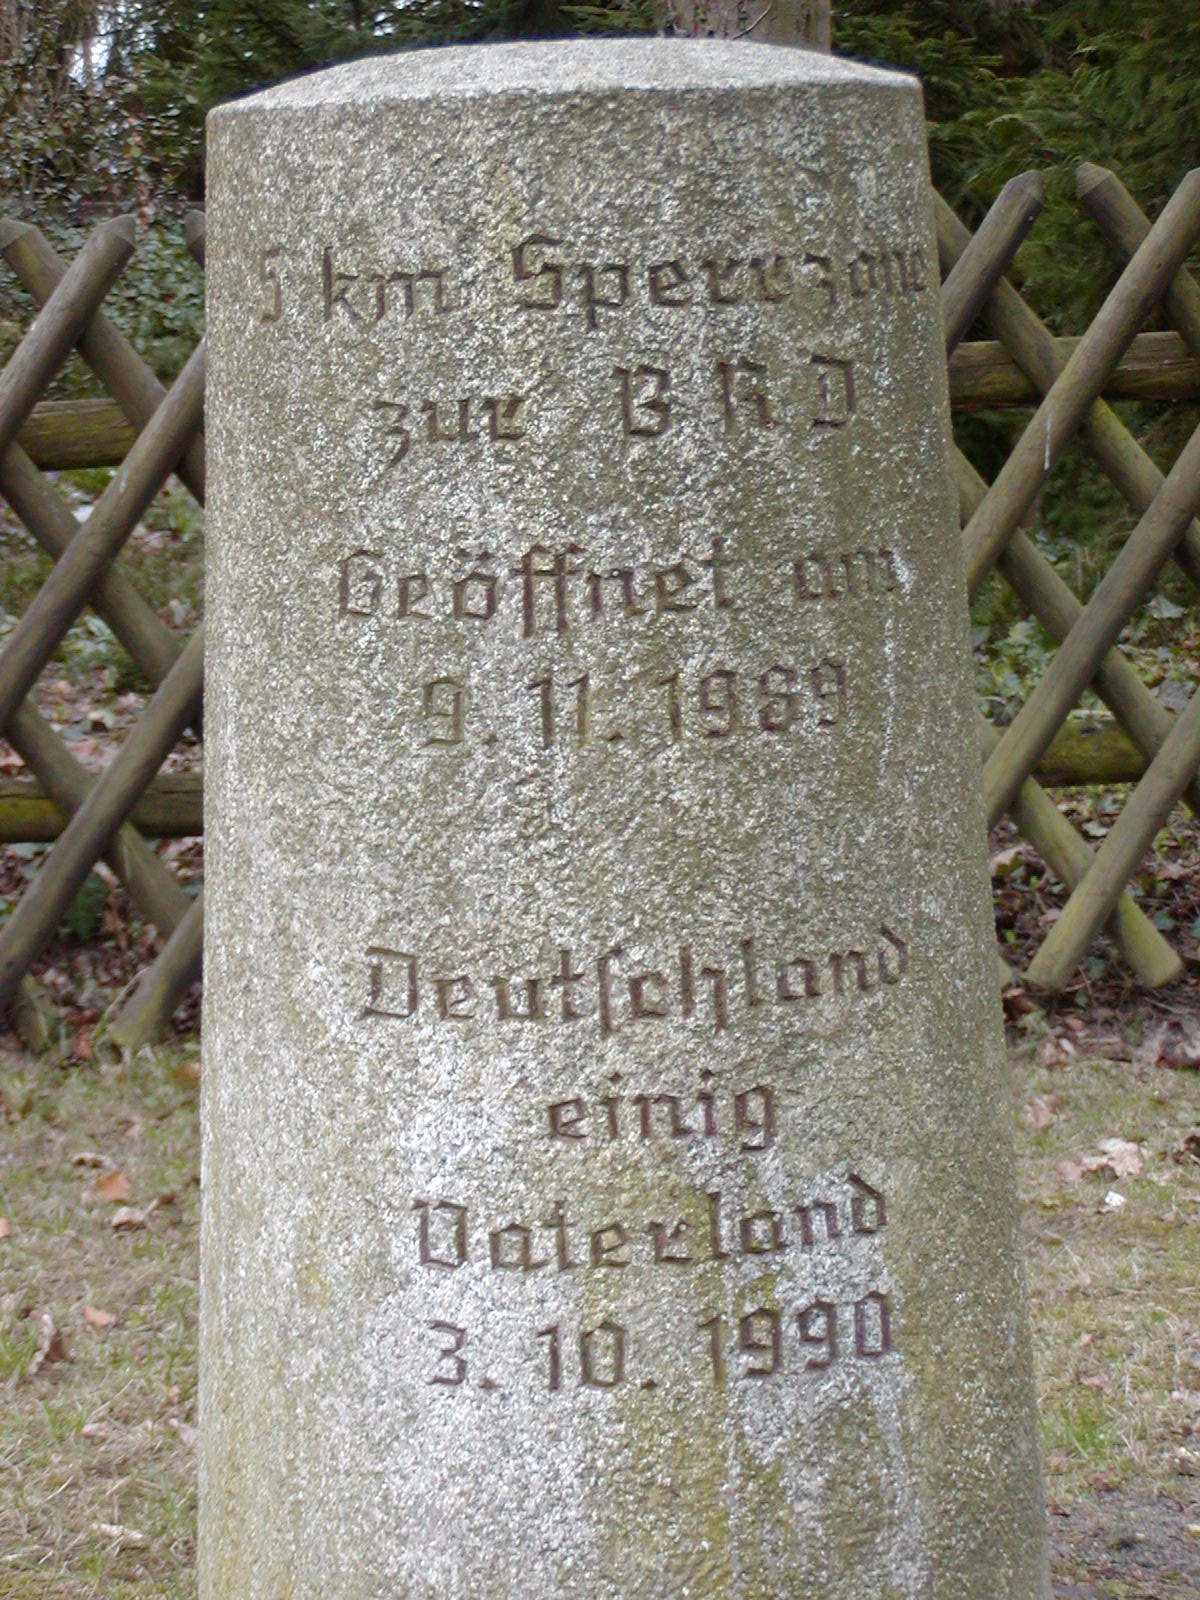 5 km Sperrzone
zur BRD
Geöffnet am
9. 11. 1989
Deutschland
einig
Vaterland
3. 10. 1990